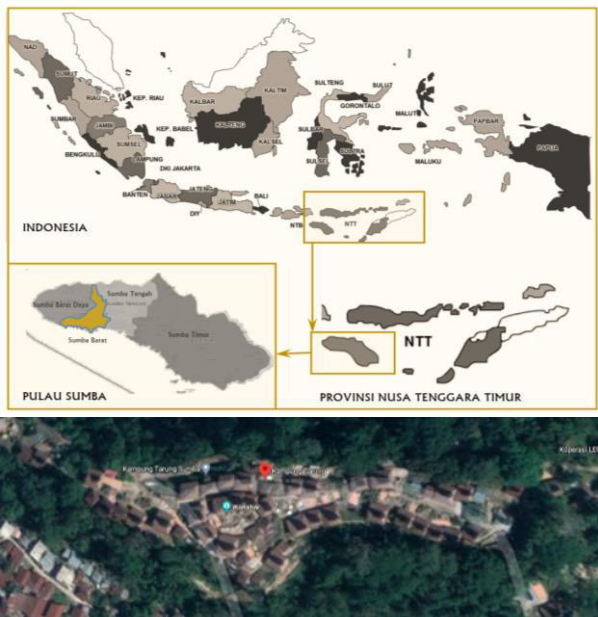 NAD
SUMUT
RIAU
KEP. RIAU
SUMBAR
JAMBI
KEP. BABEL
SUMSEL
BENGKULU
LAMPUNG
DKI JAKARTA
BANTEN
JABAR
JATENG
DIY
JATIM
BALI
KALBAR
KALTENG
KALTIM
KALSEL
SULTENG
SULUT
GORONTALO
SULBAR
SULSEL
SULTRA
MALUT
MALUKU
PAPBAR
PAPUA
NTB
NTT
INDONESIA
Sumba Barat Daya
Sumba Tengah
Sumba Timur
Sumba Barat
PULAU SUMBA
NTT
PROVINSI NUSA TENGGARA TIMUR
Kampung Tarung Sumba
Koperasi